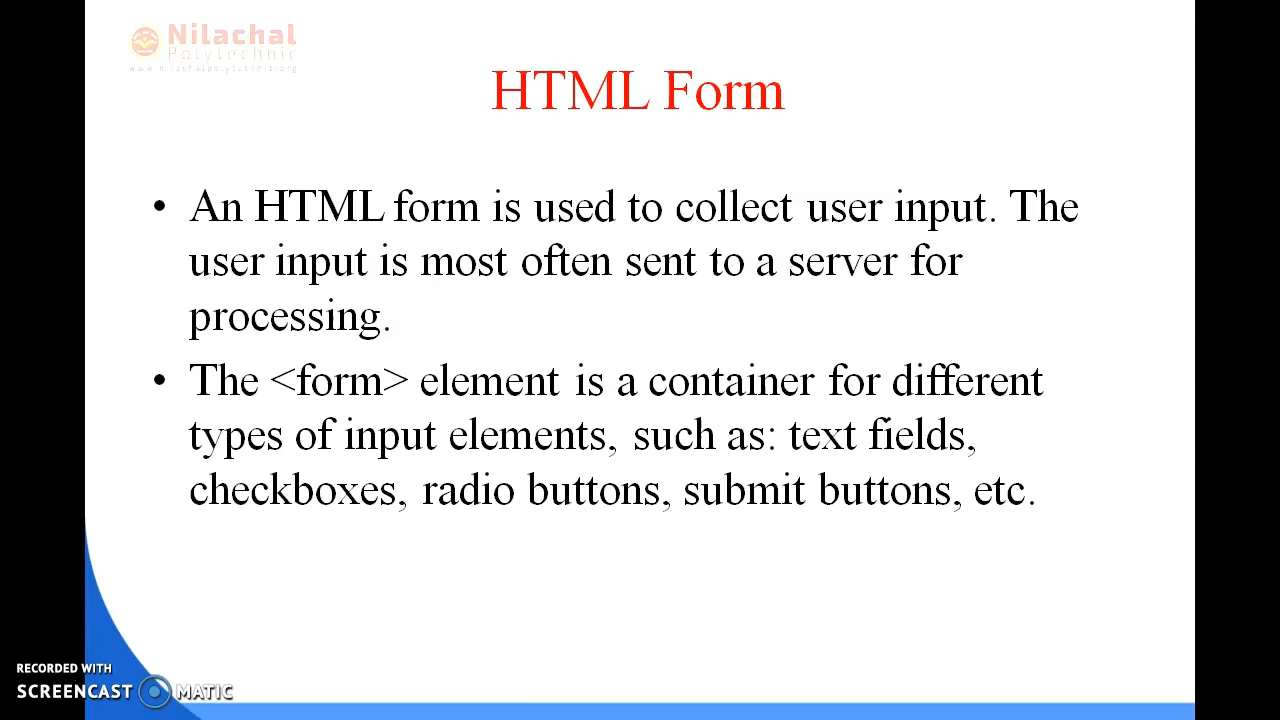 Nilachal
Polytechnic
HTML Form
• An HTML form is used to collect user input. The
user input is most often sent to a server for
processing.
• The <form> element is a container for different
types of input elements, such as: text fields,
checkboxes, radio buttons, submit buttons, etc.
RECORDED WITH
SCREENCAST MATIC